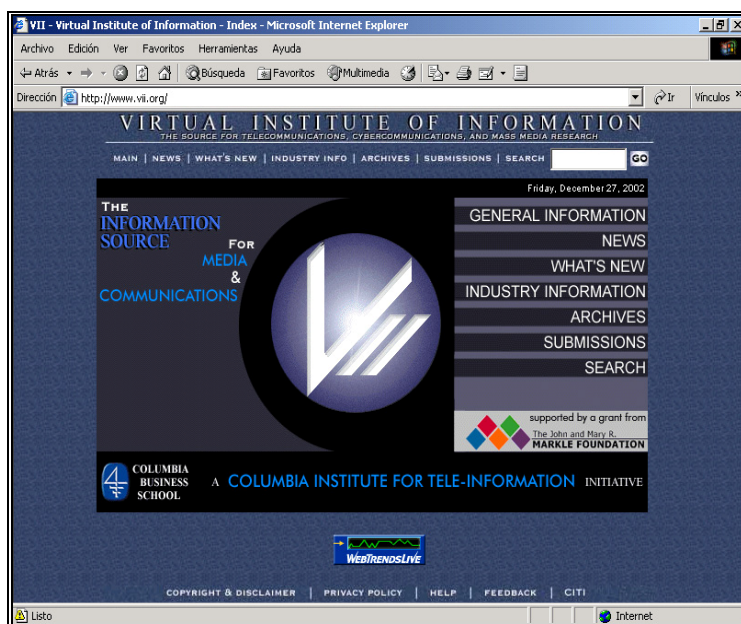 VII - Virtual Institute of Information - Index - Microsoft Internet Explorer
Archivo Edición Ver Favoritos Herramientas Ayuda
Atrás Búsqueda Favoritos Multimedia
Dirección http://www.vii.org/ Ir Vínculos »
VIRTUAL INSTITUTE OF INFORMATION
THE SOURCE FOR TELECOMMUNICATIONS, CYBERCOMMUNICATIONS, AND MASS MEDIA RESEARCH
MAIN | NEWS | WHAT'S NEW | INDUSTRY INFO | ARCHIVES | SUBMISSIONS | SEARCH GO
Friday, December 27, 2002
THE
INFORMATION
SOURCE FOR
MEDIA
&
COMMUNICATIONS
GENERAL INFORMATION
NEWS
WHAT'S NEW
INDUSTRY INFORMATION
ARCHIVES
SUBMISSIONS
SEARCH
supported by a grant from
The John and Mary R.
MARKLE FOUNDATION
COLUMBIA
BUSINESS
SCHOOL
A COLUMBIA INSTITUTE FOR TELE-INFORMATION INITIATIVE
WEBTRENDSLIVE
COPYRIGHT & DISCLAIMER | PRIVACY POLICY | HELP | FEEDBACK | CITI
Listo Internet